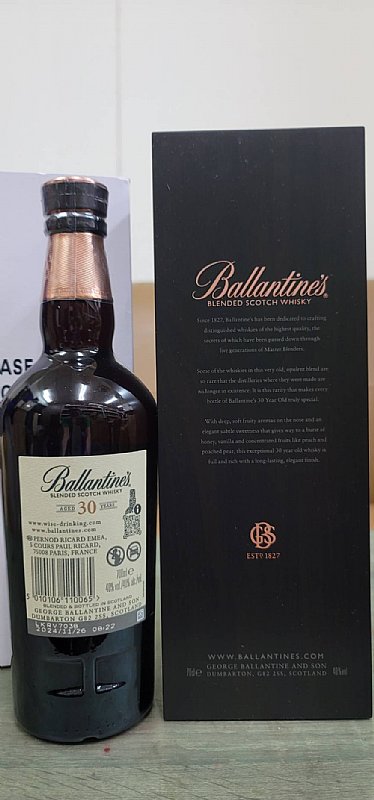 ASE
Ballantine's
BLENDED SCOTCH WHISKY
AGED 30 YEARS
www.wise-drinking.com
www.ballantines.com
PERNOD RICARD EMEA,
5 COURS PAUL RICARD,
75008 PARIS, FRANCE
700ml e
40% vol
5 010106 110065
BLENDED & BOTTLED IN SCOTLAND
GEORGE BALLANTINE AND SON
DUMBARTON G82 2SS, SCOTLAND
LKRV7038
2024/11/26 08:22
Ballantine's
BLENDED SCOTCH WHISKY
Since 1827, Ballantine's has been dedicated to crafting
distinguished whiskies of the highest quality, the
secrets of which have been passed down through
five generations of Master Blenders.
Some of the whiskies in this very old, opulent blend are
so rare that the distilleries where they were made are
no longer in existence. It is this rarity that makes every
bottle of Ballantine's 30 Year Old truly special.
With deep, soft fruity aromas on the nose and an
elegant subtle sweetness that gives way to a burst of
honey, vanilla and concentrated fruits like peach and
poached pear, this exceptional 30 year old whisky is
full and rich with a long-lasting, elegant finish.
GBS
ESTD 1827
WWW.BALLANTINES.COM
GEORGE BALLANTINE AND SON
70cl e DUMBARTON, G82 2SS, SCOTLAND 40%